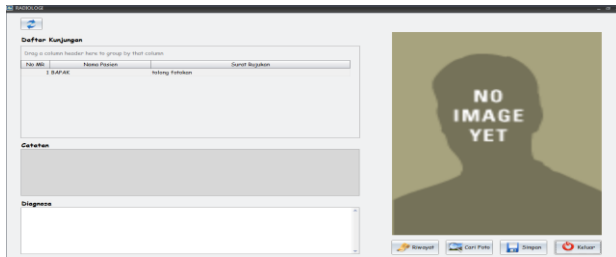 RADIOLOGI
Daftar Kunjungan
Drag a column header here to group by that column
No MR Nama Pasien Surat Rujukan
1 BAPAK tolong fotokan
Catatan
Diagnosa
NO
IMAGE
YET
Riwayat Cari Foto Simpan Keluar